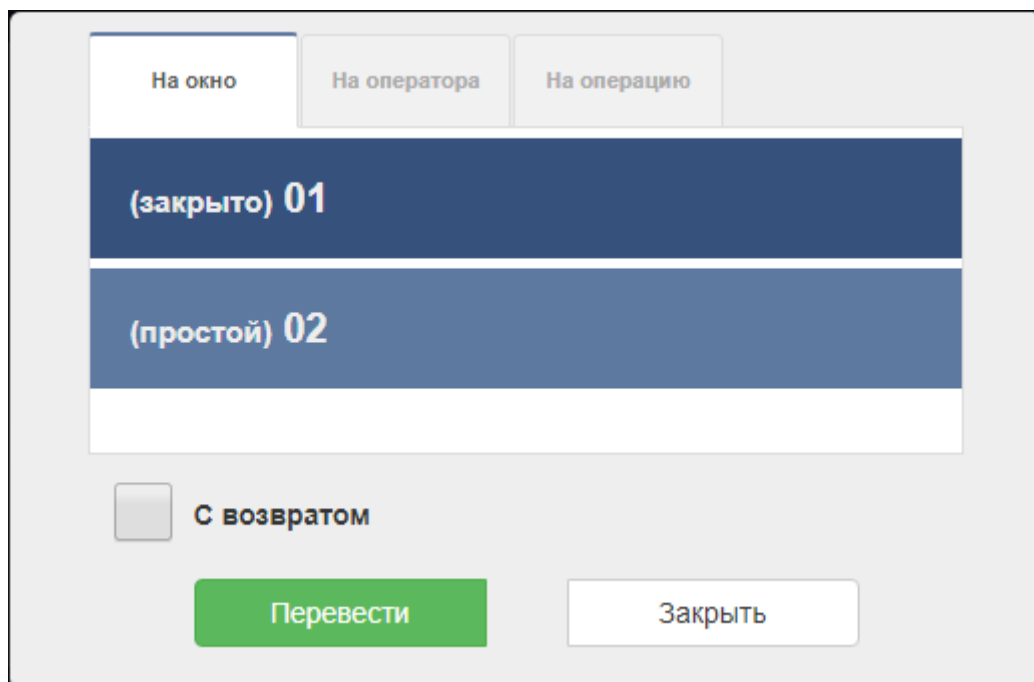 На окно На оператора На операцию
(закрыто) 01
(простой) 02
С возвратом
Перевести Закрыть